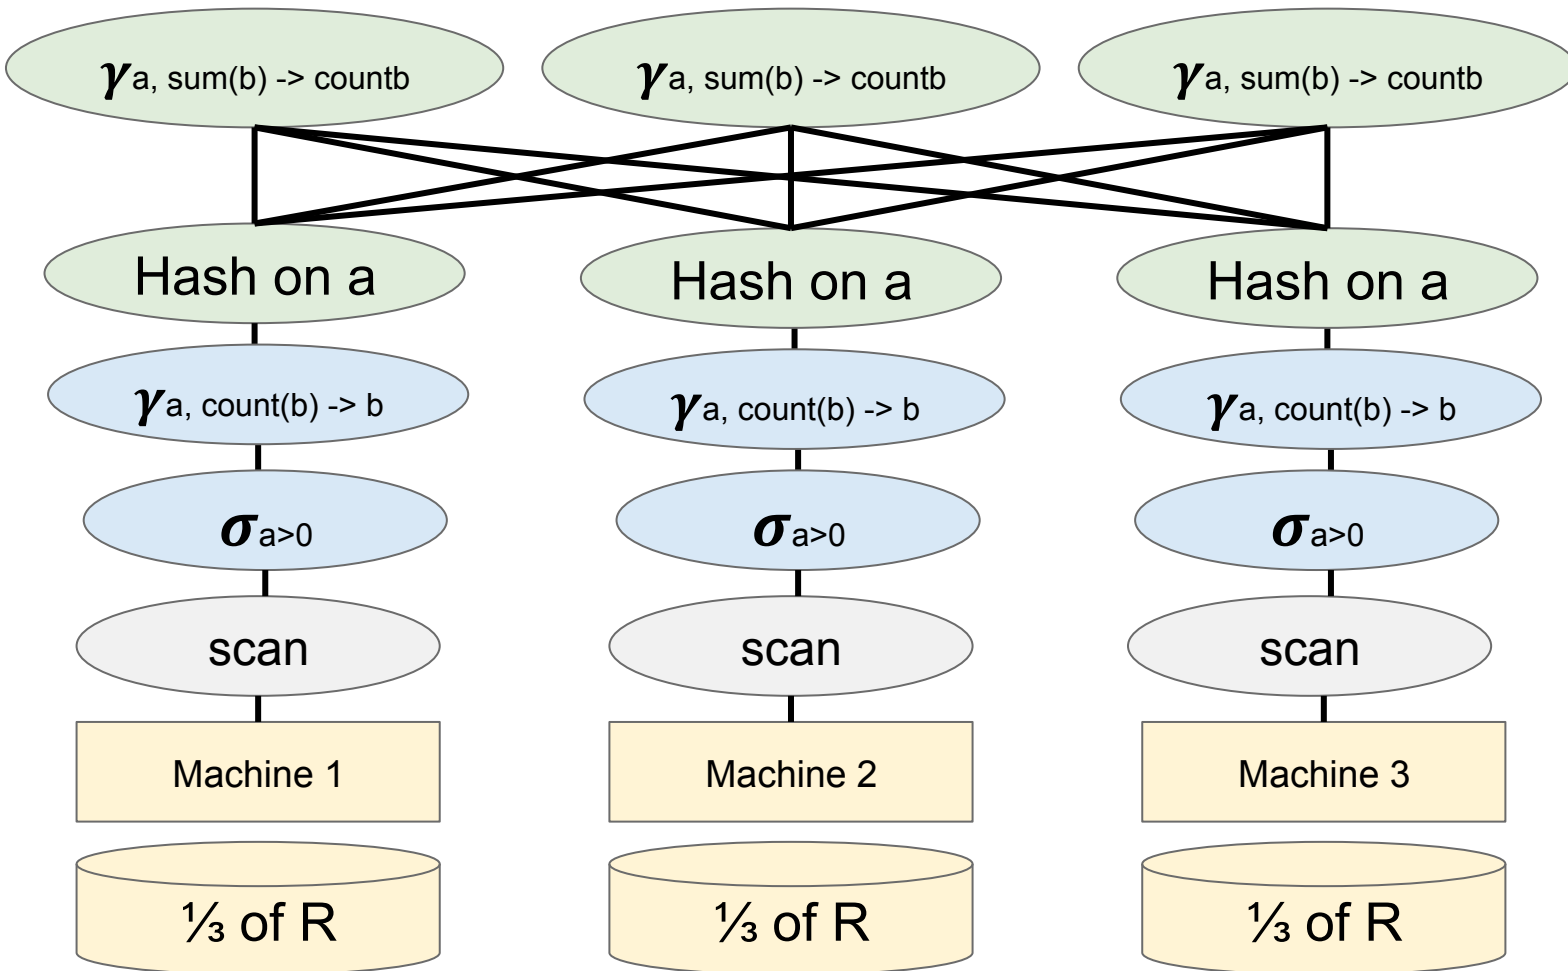 γa, sum(b) -> countb
γa, sum(b) -> countb
γa, sum(b) -> countb
Hash on a
Hash on a
Hash on a
γa, count(b) -> b
γa, count(b) -> b
γa, count(b) -> b
σa>0
σa>0
σa>0
scan
scan
scan
Machine 1
Machine 2
Machine 3
⅓ of R
⅓ of R
⅓ of R